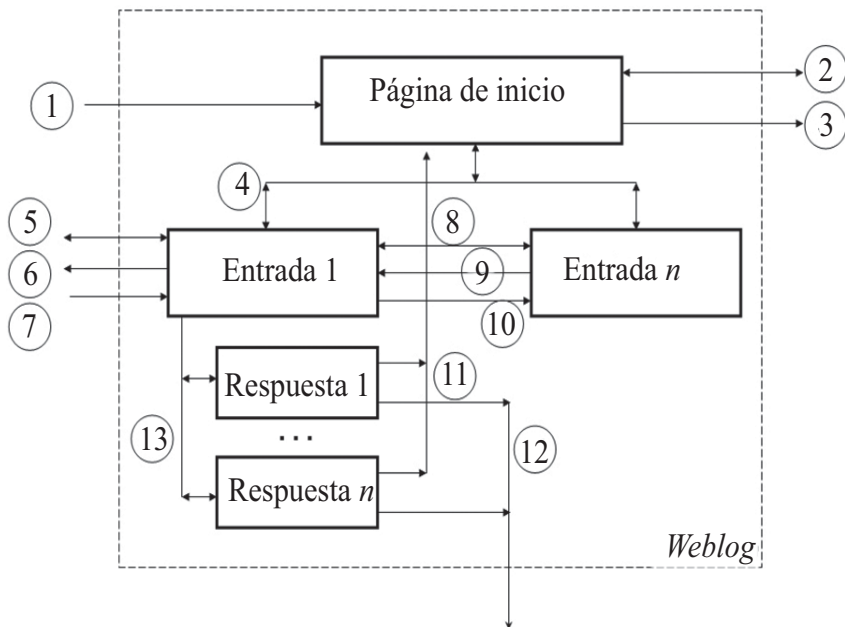 Página de inicio
1
2
3
4
5
6
7
8
9
10
Entrada 1
Entrada n
Respuesta 1
...
Respuesta n
11
12
13
Weblog